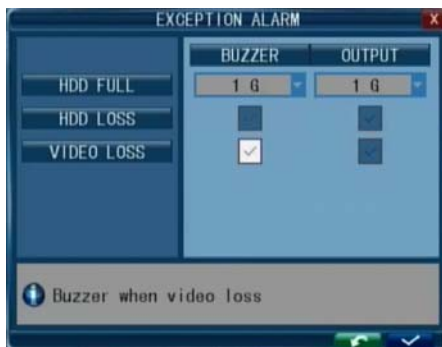 EXCEPTION ALARM X
BUZZER OUTPUT
HDD FULL 1 G 1 G
HDD LOSS
VIDEO LOSS
Buzzer when video loss